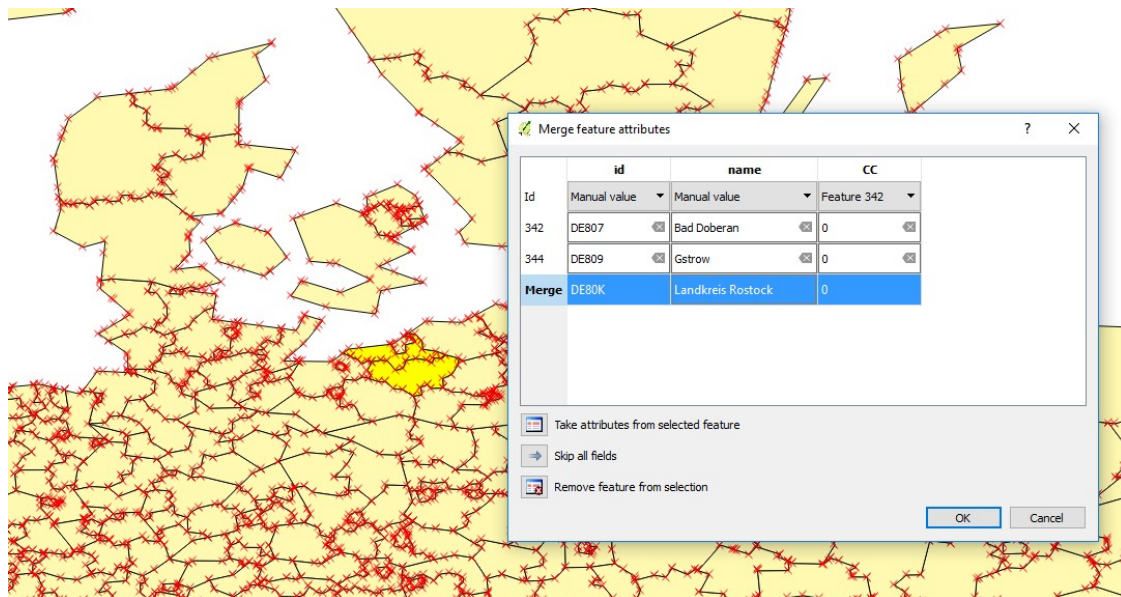 Merge feature attributes ? X
id name CC
Id Manual value Manual value Feature 342
342 DE807 Bad Doberan 0
344 DE809 Gstrow 0
Merge DE80K Landkreis Rostock 0
Take attributes from selected feature
Skip all fields
Remove feature from selection
OK Cancel